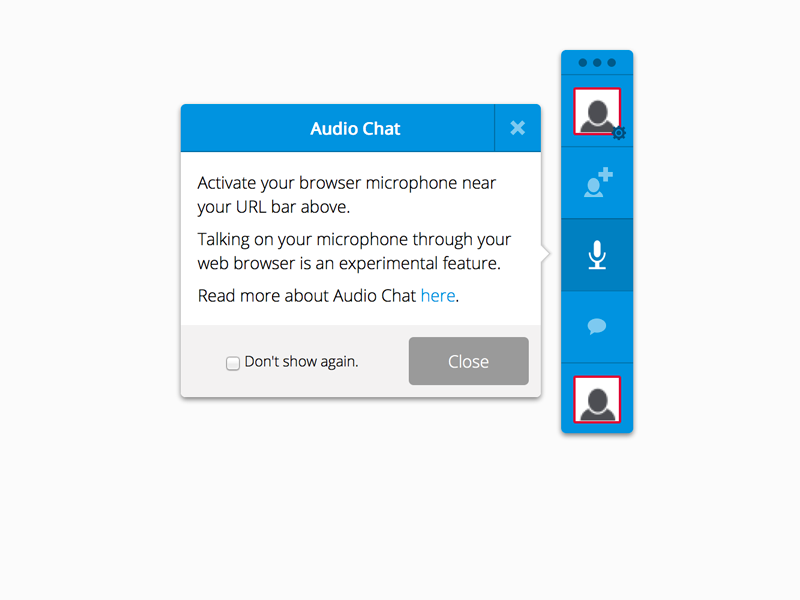 Audio Chat
Activate your browser microphone near
your URL bar above.
Talking on your microphone through your
web browser is an experimental feature.
Read more about Audio Chat here.
Don't show again.
Close